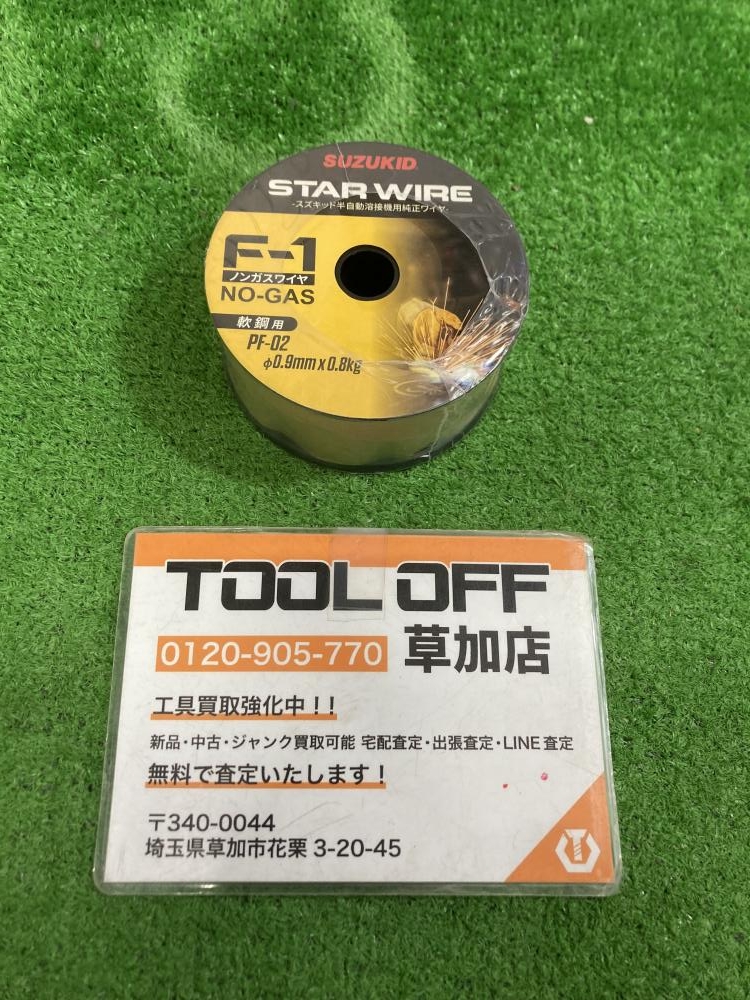 SUZUKID
STAR WIRE
-スズキッド半自動溶接機用純正ワイヤ-
F-1
ノンガスワイヤ
NO-GAS
軟鋼用
PF-02
φ0.9mm x 0.8kg
TOOL OFF
0120-905-770 草加店
工具買取強化中！！
新品・中古・ジャンク買取可能 宅配査定・出張査定・LINE査定
無料で査定いたします！
〒340-0044
埼玉県草加市花栗 3-20-45